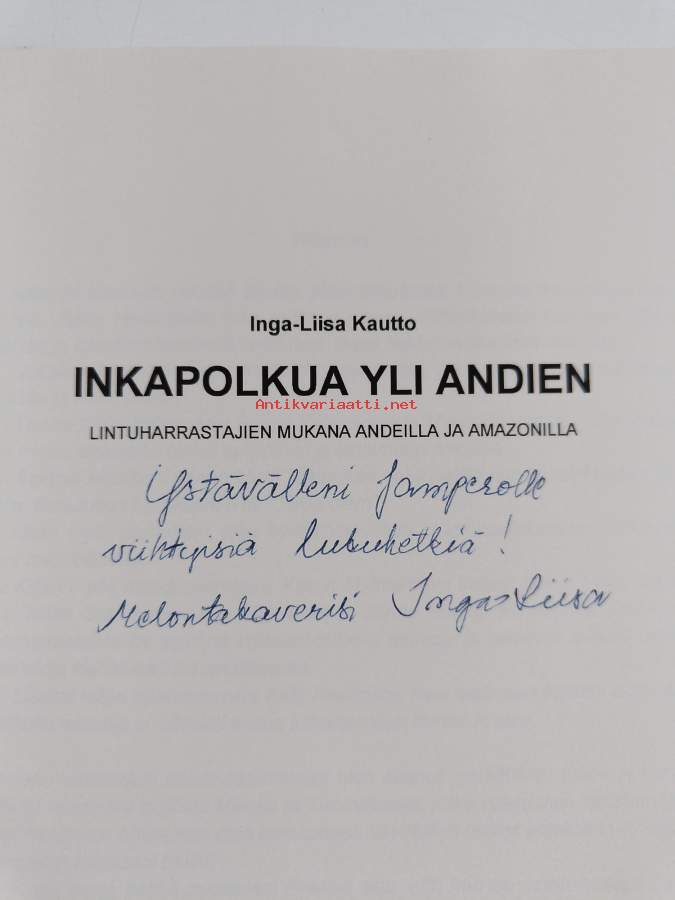 Inga-Liisa Kautto
INKAPOLKUA YLI ANDIEN
Antikvariaatti.net
LINTUHARRASTAJIEN MUKANA ANDEILLA JA AMAZONILLA
Ystävälleni Jamperolle
viihtyisiä lukuhetkiä!
Melontakaverisi Inga-Liisa